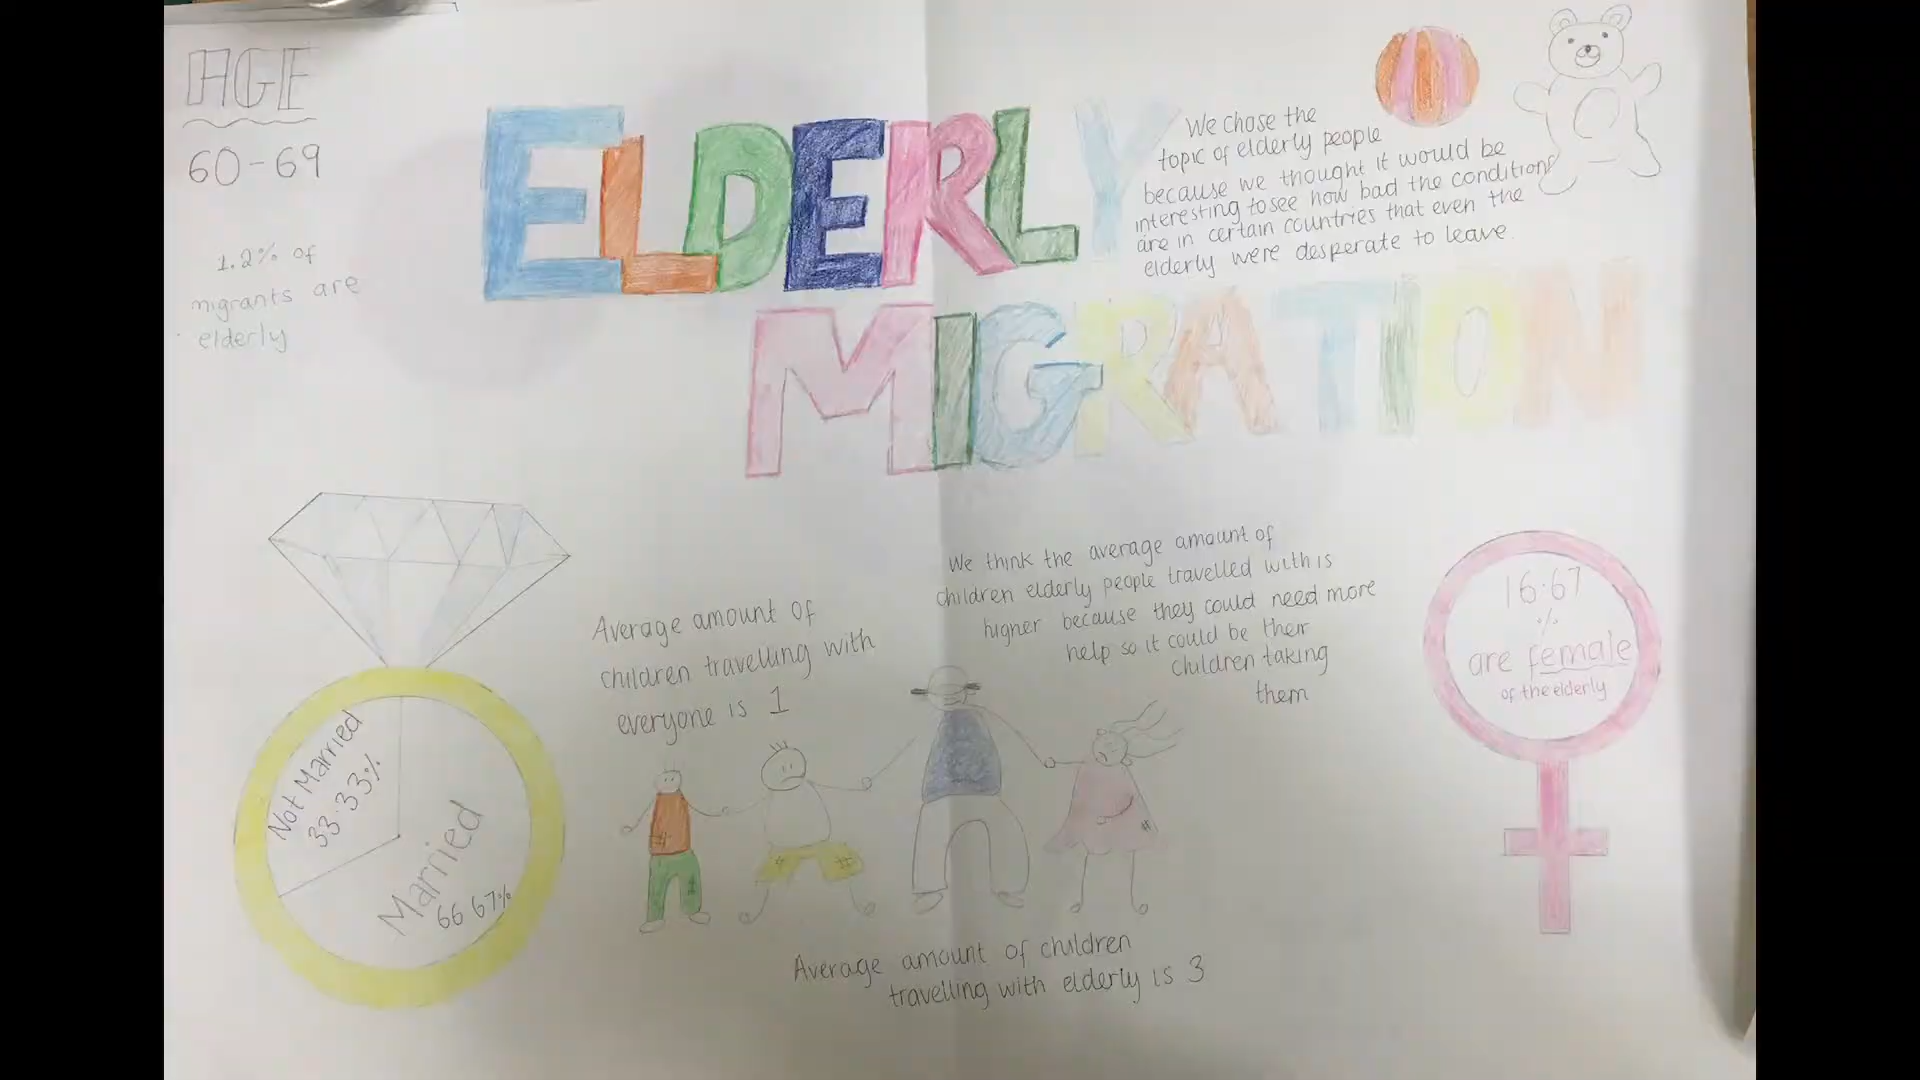 AGE
60-69
1.2% of
migrants are
elderly
ELDERLY
MIGRATION
We chose the
topic of elderly people
because we thought it would be
interesting to see how bad the conditions
are in certain countries that even the
elderly were desperate to leave.
Not Married
33.33%
Married
66 67%
Average amount of
children travelling with
everyone is 1
We think the average amount of
children elderly people travelled with is
higher because they could need more
help so it could be their
children taking
them
Average amount of children
travelling with elderly is 3
16.67
%
are female
of the elderly